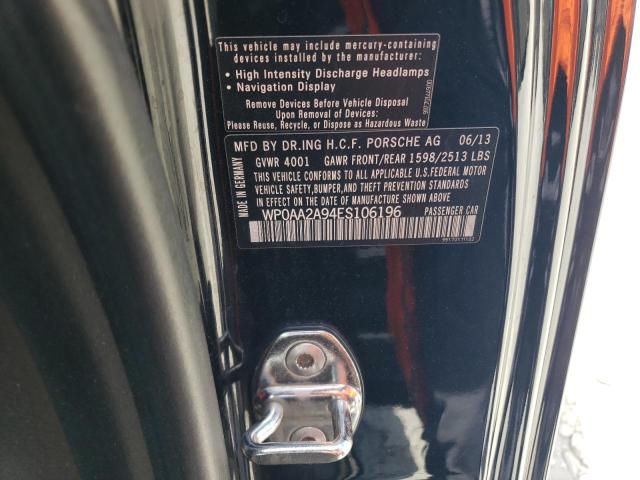 This vehicle may include mercury-containing
devices installed by the manufacturer:
• High Intensity Discharge Headlamps
• Navigation Display
Remove Devices Before Vehicle Disposal
Upon Removal of Devices:
Please Reuse, Recycle, or Dispose as Hazardous Waste
MADE IN GERMANY
MFD BY DR.ING H.C.F. PORSCHE AG 06/13
GVWR 4001 GAWR FRONT/REAR 1598/2513 LBS
THIS VEHICLE CONFORMS TO ALL APPLICABLE U.S.FEDERAL MOTOR
VEHICLE SAFETY,BUMPER,AND THEFT PREVENTION STANDARDS
IN EFFECT ON THE DATE OF MANUFACTURE SHOWN ABOVE.
WP0AA2A94ES106196 PASSENGER CAR